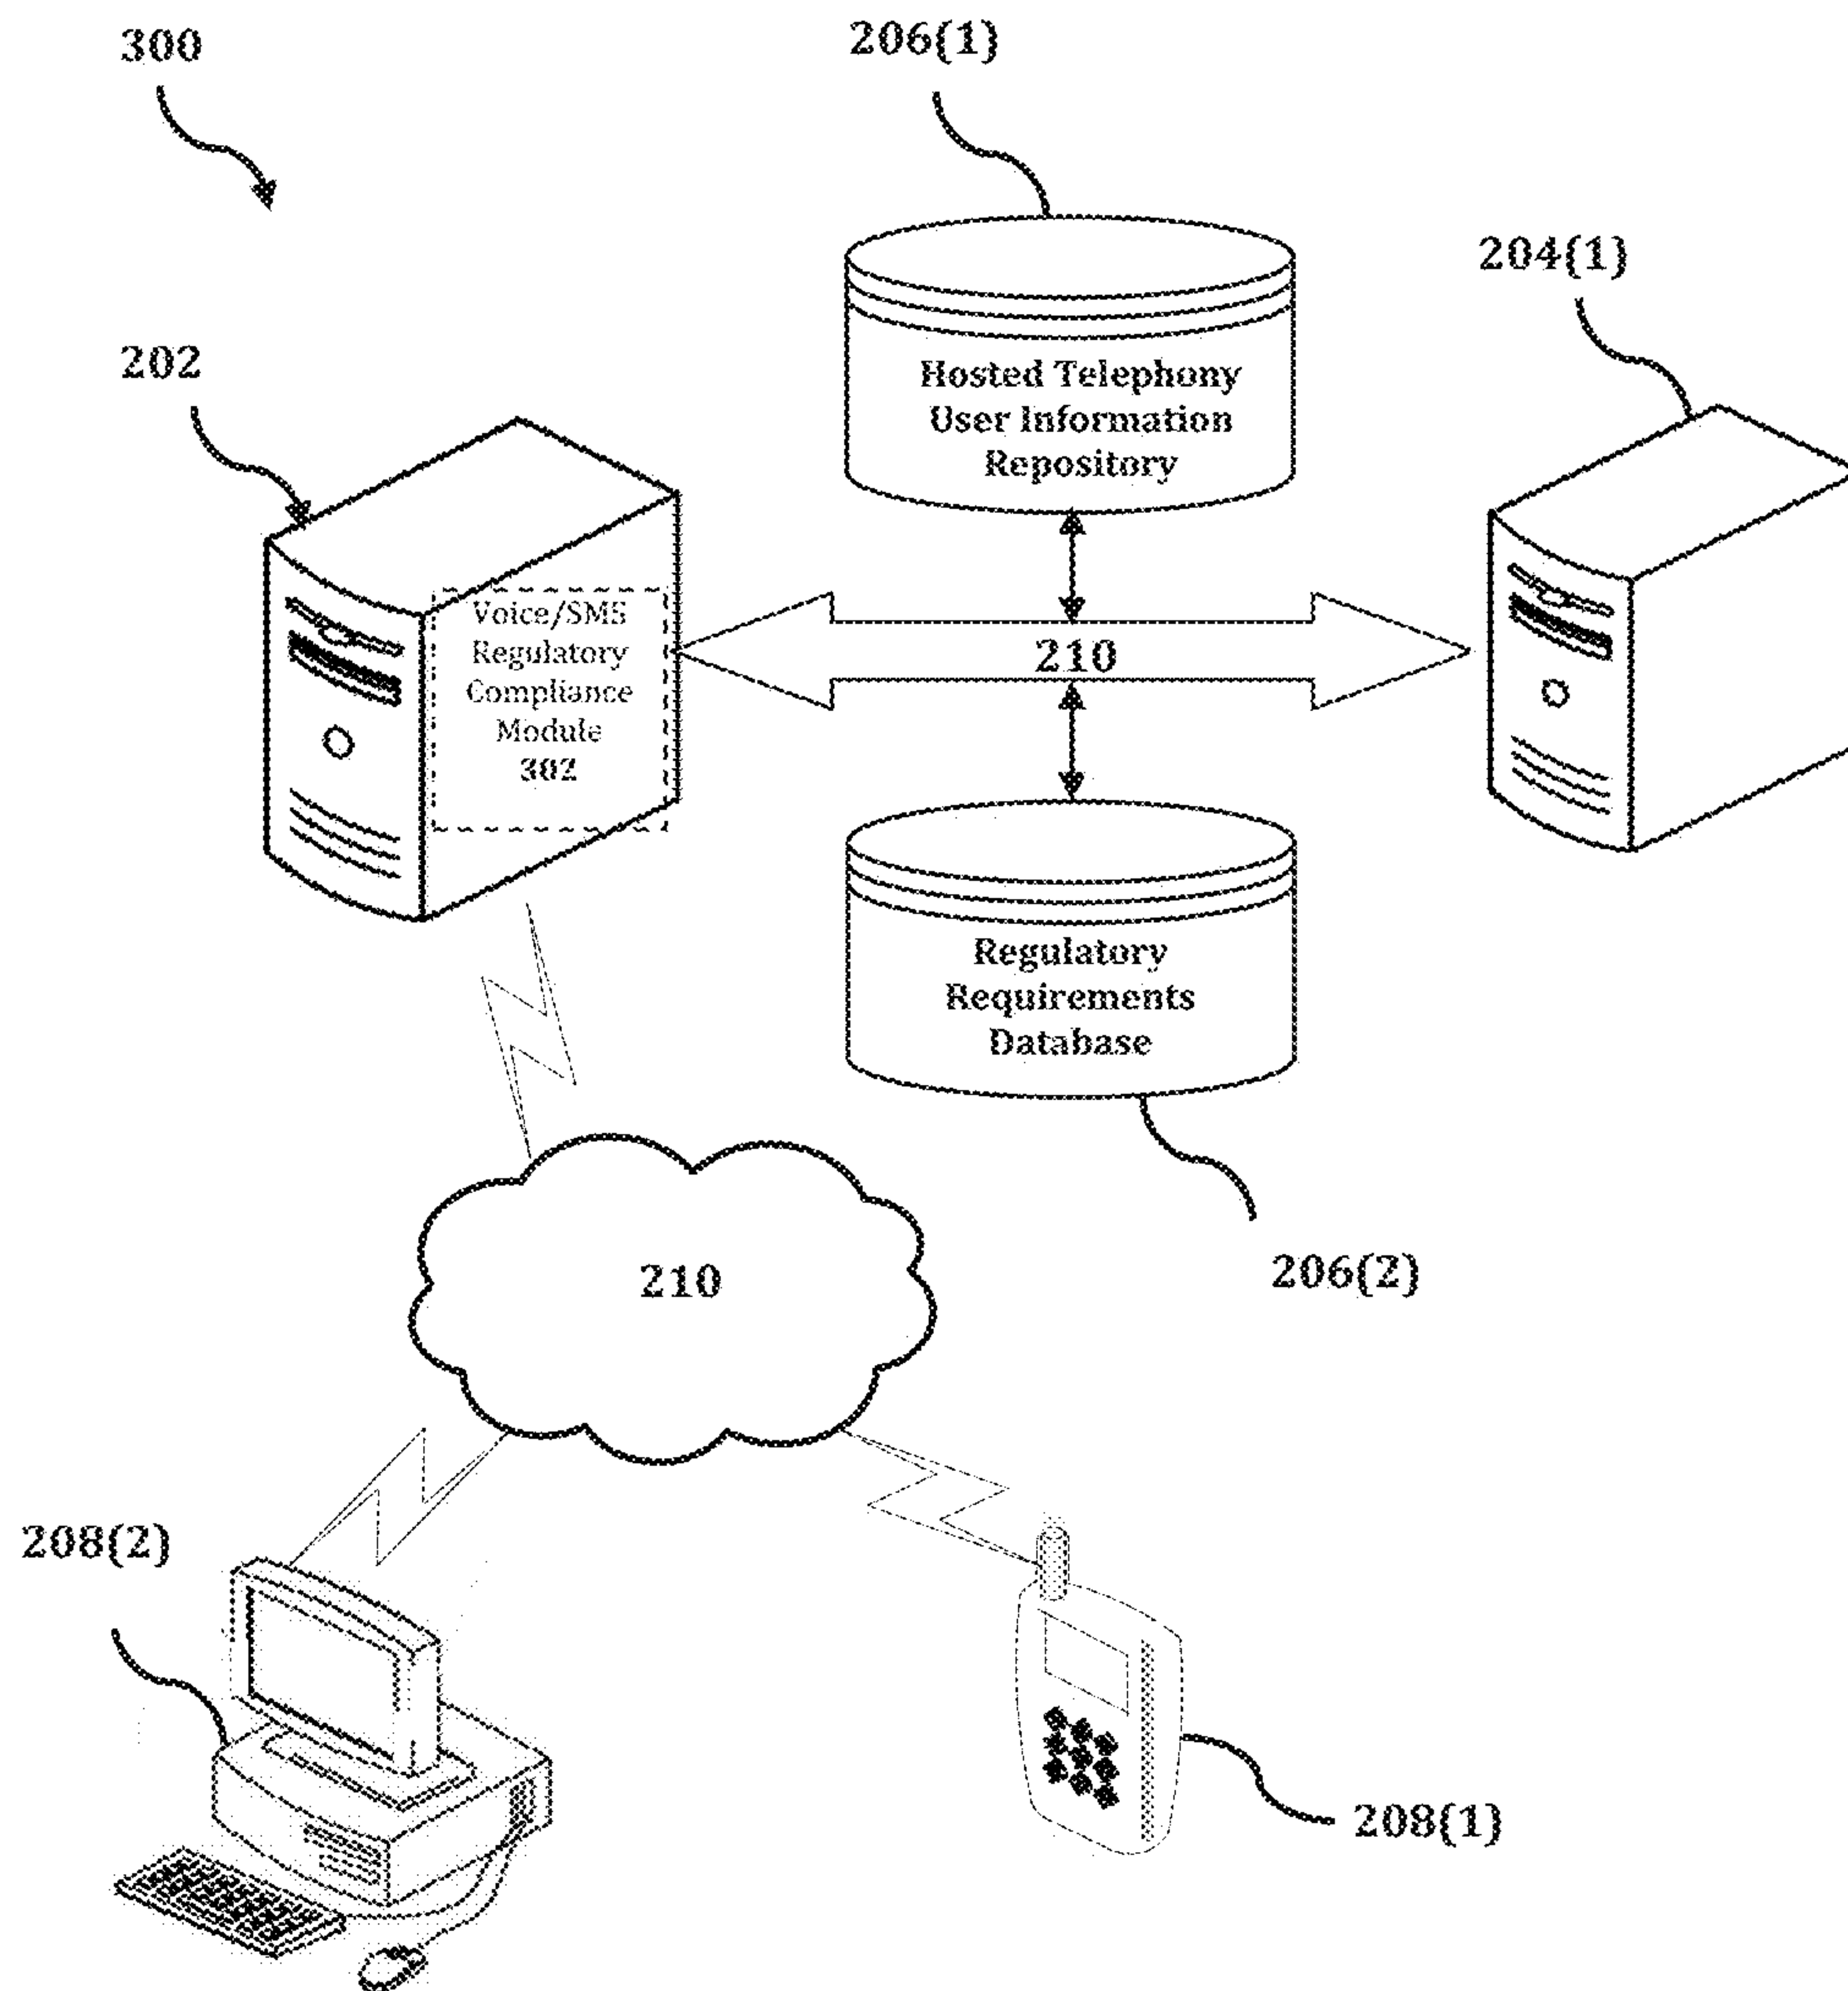 300
206(1)
204(1)
202
Hosted Telephony
User Information
Repository
Voice/SMS
Regulatory
Compliance
Module
302
210
Regulatory
Requirements
Database
206(2)
210
208(2)
208(1)